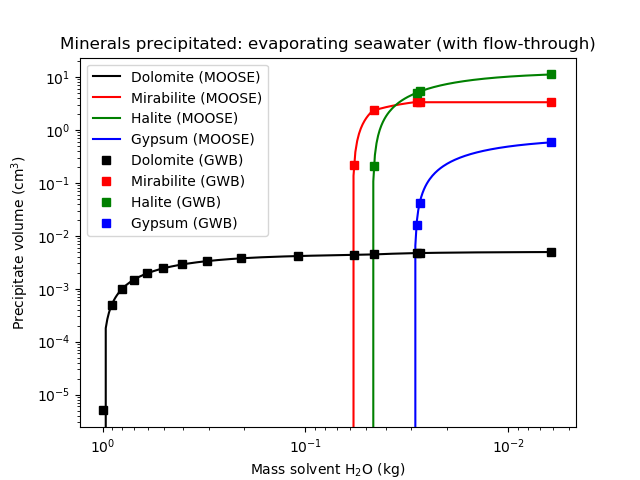 Minerals precipitated: evaporating seawater (with flow-through)
Dolomite (MOOSE)
Mirabilite (MOOSE)
Halite (MOOSE)
Gypsum (MOOSE)
Dolomite (GWB)
Mirabilite (GWB)
Halite (GWB)
Gypsum (GWB)
Precipitate volume (cm³)
10¹
10⁰
10⁻¹
10⁻²
10⁻³
10⁻⁴
10⁻⁵
10⁰ 10⁻¹ 10⁻²
Mass solvent H₂O (kg)